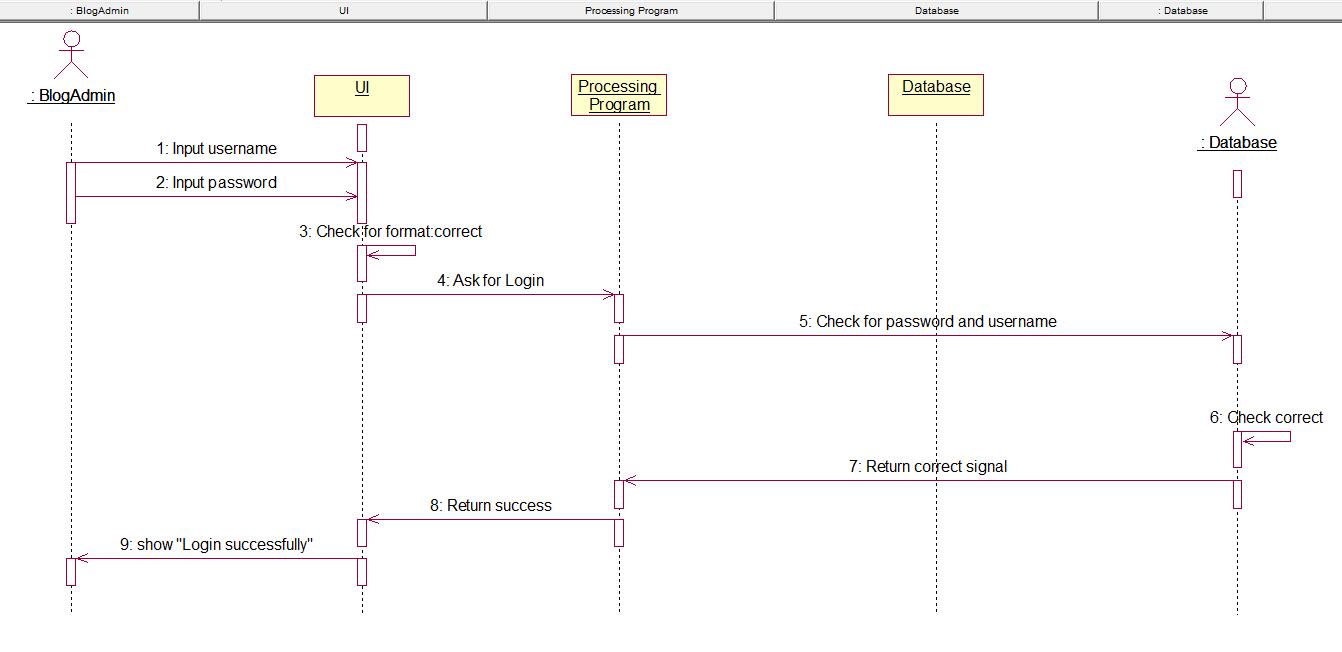 : BlogAdmin
UI
Processing Program
Database
: Database
: BlogAdmin
UI
Processing
Program
Database
: Database
1: Input username
2: Input password
3: Check for format:correct
4: Ask for Login
5: Check for password and username
6: Check correct
7: Return correct signal
8: Return success
9: show "Login successfully"